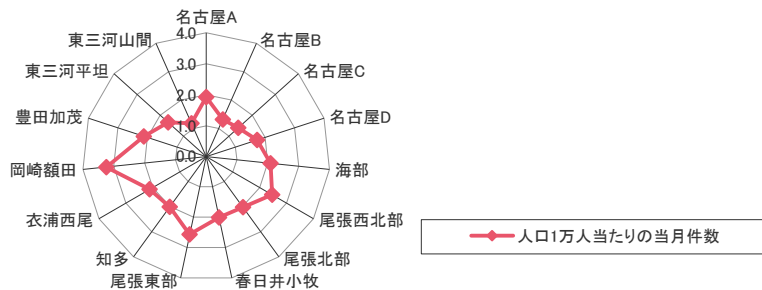 名古屋A
名古屋B
名古屋C
名古屋D
海部
尾張西北部
尾張北部
春日井小牧
尾張東部
知多
衣浦西尾
岡崎額田
豊田加茂
東三河平坦
東三河山間
4.0
3.0
2.0
1.0
0.0
人口1万人当たりの当月件数